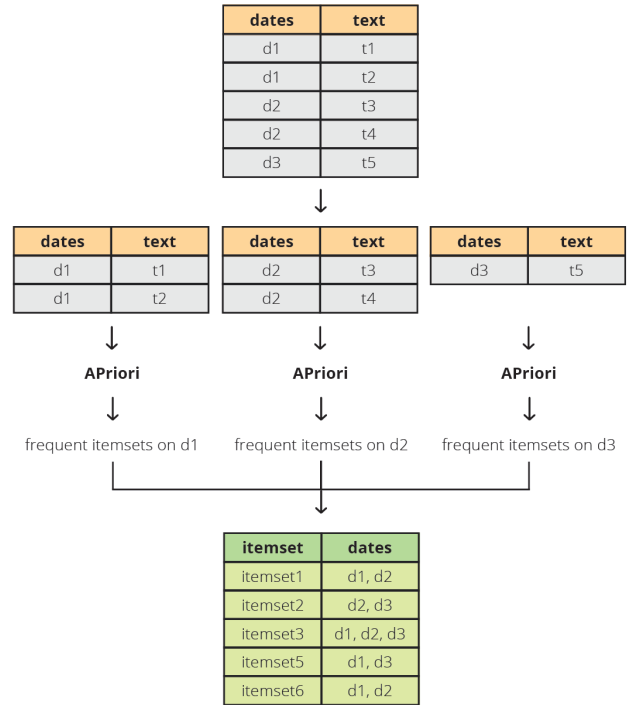 dates text
d1 t1
d1 t2
d2 t3
d2 t4
d3 t5
dates text dates text dates text
d1 t1 d2 t3 d3 t5
d1 t2 d2 t4
APriori APriori APriori
frequent itemsets on d1 frequent itemsets on d2 frequent itemsets on d3
itemset dates
itemset1 d1, d2
itemset2 d2, d3
itemset3 d1, d2, d3
itemset5 d1, d3
itemset6 d1, d2